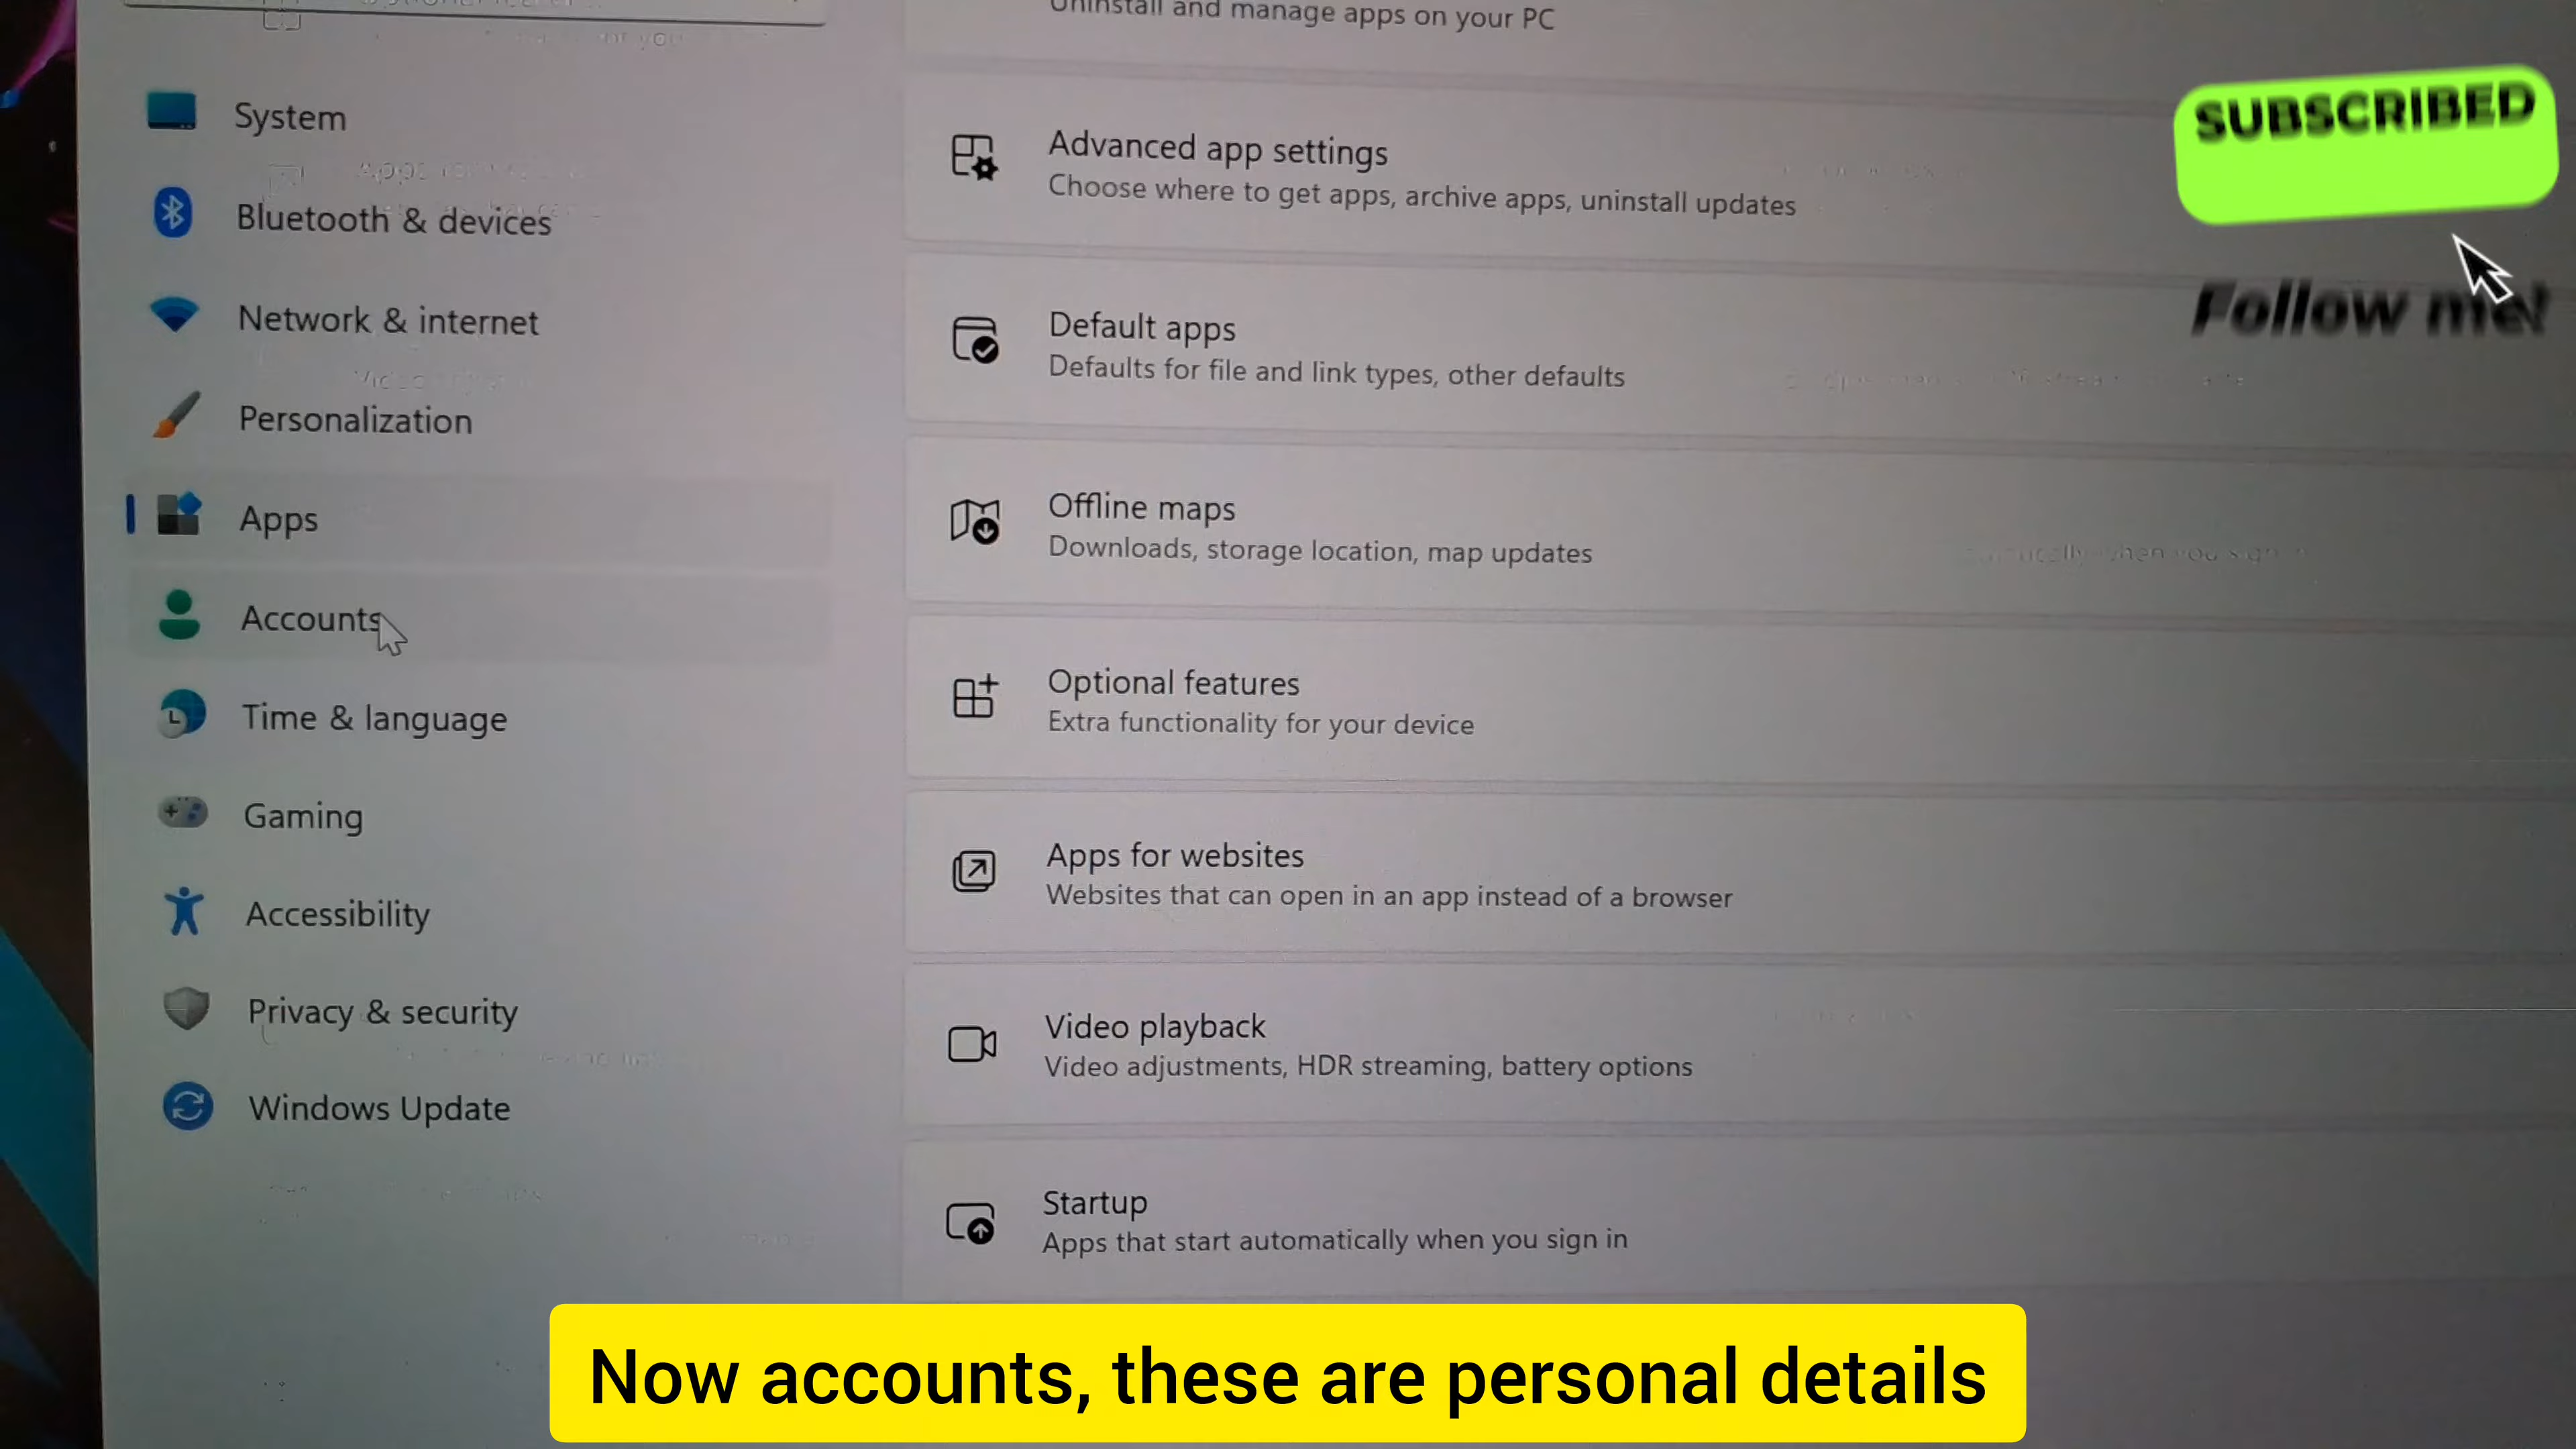 Uninstall and manage apps on your PC
System
Bluetooth & devices
Network & internet
Personalization
Apps
Accounts
Time & language
Gaming
Accessibility
Privacy & security
Windows Update
Advanced app settings
Choose where to get apps, archive apps, uninstall updates
Default apps
Defaults for file and link types, other defaults
Offline maps
Downloads, storage location, map updates
Optional features
Extra functionality for your device
Apps for websites
Websites that can open in an app instead of a browser
Video playback
Video adjustments, HDR streaming, battery options
Startup
Apps that start automatically when you sign in
SUBSCRIBED
Follow me!
Now accounts, these are personal details